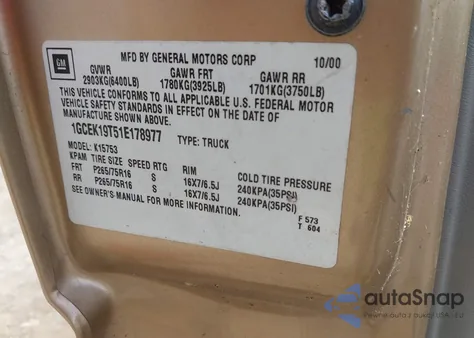 GM
MFD BY GENERAL MOTORS CORP 10/00
GVWR GAWR FRT GAWR RR
2903KG(6400LB) 1780KG(3925LB) 1701KG(3750LB)
THIS VEHICLE CONFORMS TO ALL APPLICABLE U.S. FEDERAL MOTOR
VEHICLE SAFETY STANDARDS IN EFFECT ON THE DATE OF
MANUFACTURE SHOWN ABOVE.
1GCEK19T51E178977 TYPE: TRUCK
MODEL: K15753
KPAM TIRE SIZE SPEED RTG RIM COLD TIRE PRESSURE
FRT P265/75R16 S 16X7/6.5J 240KPA(35PSI)
RR P265/75R16 S 16X7/6.5J 240KPA(35PSI)
SEE OWNER'S MANUAL FOR MORE INFORMATION.
F 573
T 604
autoSnap